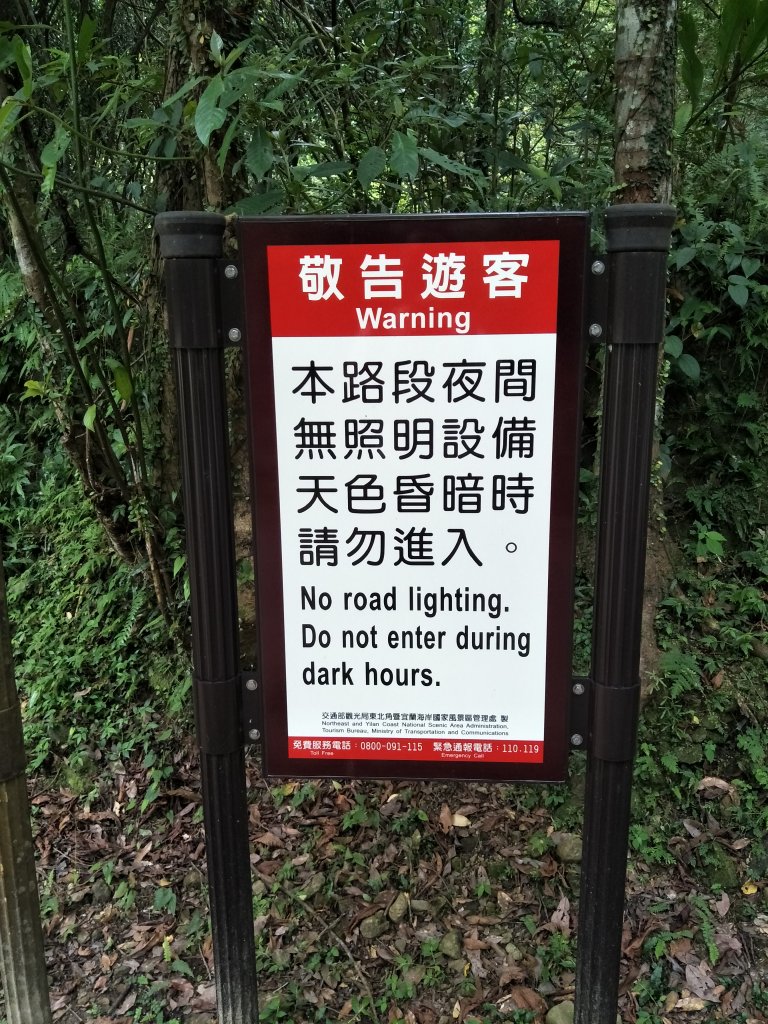 敬告遊客
Warning
本路段夜間
無照明設備
天色昏暗時
請勿進入。
No road lighting.
Do not enter during
dark hours.
交通部觀光局東北角暨宜蘭海岸國家風景區管理處 製
Northeast and Yilan Coast National Scenic Area Administration,
Tourism Bureau, Ministry of Transportation and Communications
免費服務電話：0800-091-115 緊急通報電話：110.119
Toll Free Emergency Call